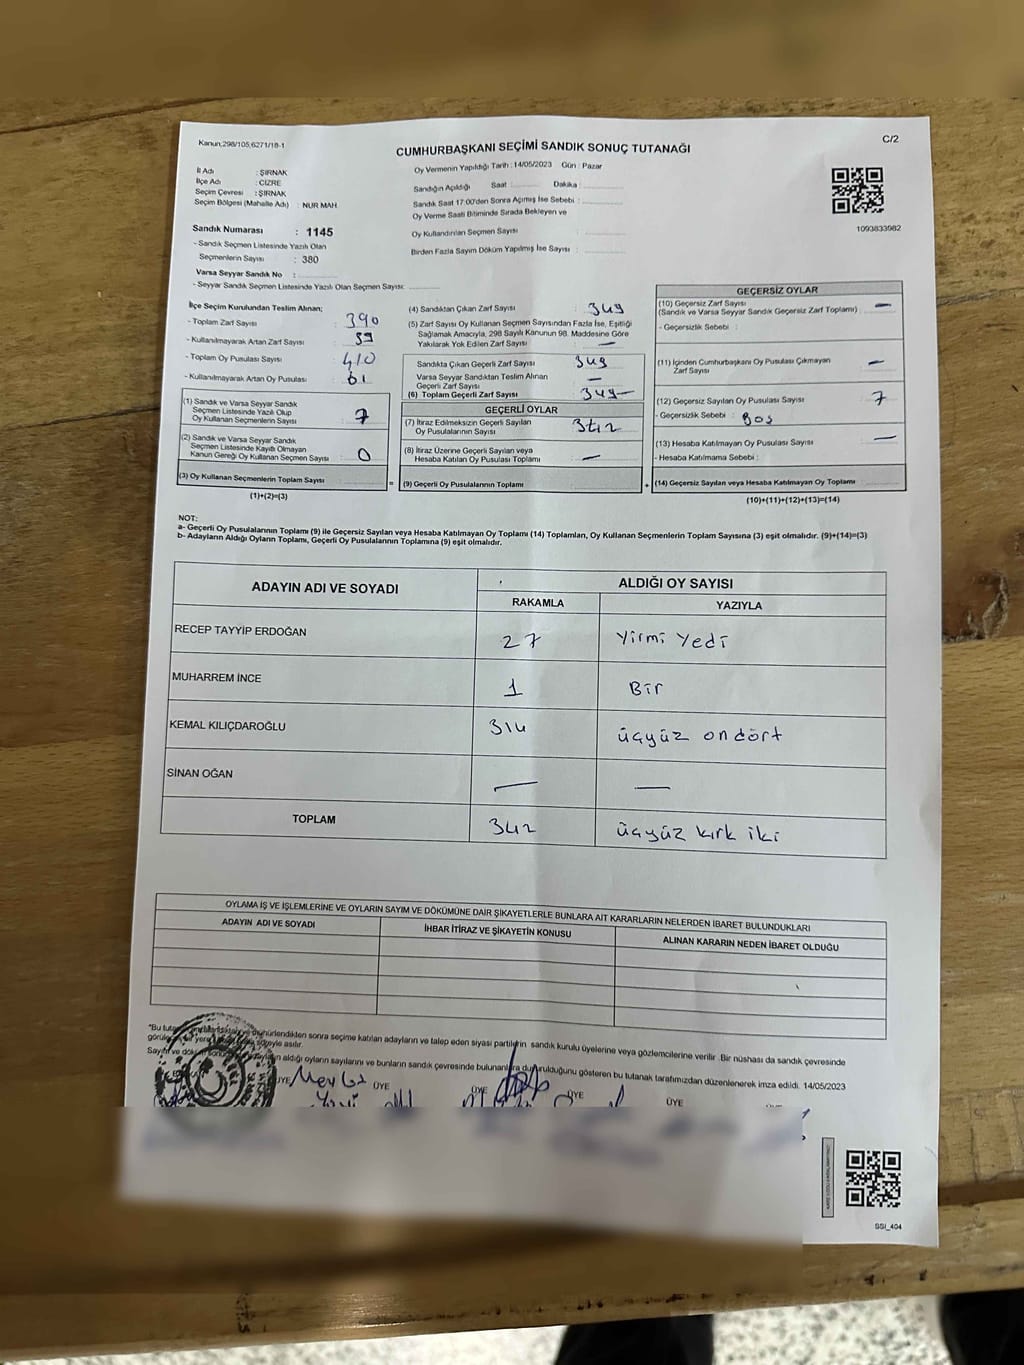 Kanun;298/105;6271/18-1
C/2
CUMHURBAŞKANI SEÇİMİ SANDIK SONUÇ TUTANAĞI
Oy Vermenin Yapıldığı Tarih :14/05/2023 Gün : Pazar
İl Adı : ŞIRNAK
İlçe Adı : CİZRE
Seçim Çevresi : ŞIRNAK
Seçim Bölgesi (Mahalle Adı) : NUR MAH.
Sandık Numarası : 1145
- Sandık Seçmen Listesinde Yazılı Olan
Seçmenlerin Sayısı : 380
Varsa Seyyar Sandık No :
- Seyyar Sandık Seçmen Listesinde Yazılı Olan Seçmen Sayısı:
Sandığın Açıldığı Saat : Dakika :
Sandık Saat 17:00'den Sonra Açılmış İse Sebebi :
Oy Verme Saati Bitiminde Sırada Bekleyen ve
Oy Kullandırılan Seçmen Sayısı :
Birden Fazla Sayım Döküm Yapılmış İse Sayısı :
1093833982
İlçe Seçim Kurulundan Teslim Alınan;
- Toplam Zarf Sayısı : 390
- Kullanılmayarak Artan Zarf Sayısı :
- Toplam Oy Pusulası Sayısı : 410
- Kullanılmayarak Artan Oy Pusulası : 61
(1) Sandık ve Varsa Seyyar Sandık
Seçmen Listesinde Yazılı Olup
Oy Kullanan Seçmenlerin Sayısı : 7
(2) Sandık ve Varsa Seyyar Sandık
Seçmen Listesinde Kayıtlı Olmayan
Kanun Gereği Oy Kullanan Seçmen Sayısı : 0
(3) Oy Kullanan Seçmenlerin Toplam Sayısı :
(1)+(2)=(3)
(4) Sandıktan Çıkan Zarf Sayısı : 349
(5) Zarf Sayısı Oy Kullanan Seçmen Sayısından Fazla İse, Eşitliği
Sağlamak Amacıyla, 298 Sayılı Kanunun 98. Maddesine Göre
Yakılarak Yok Edilen Zarf Sayısı : —
Sandıkta Çıkan Geçerli Zarf Sayısı : 349
Varsa Seyyar Sandıktan Teslim Alınan
Geçerli Zarf Sayısı : —
(6) Toplam Geçerli Zarf Sayısı : 349
GEÇERLİ OYLAR
(7) İtiraz Edilmeksizin Geçerli Sayılan
Oy Pusulalarının Sayısı : 342
(8) İtiraz Üzerine Geçerli Sayılan veya
Hesaba Katılan Oy Pusulası Toplamı : —
(9) Geçerli Oy Pusulalarının Toplamı :
GEÇERSİZ OYLAR
(10) Geçersiz Zarf Sayısı
(Sandık ve Varsa Seyyar Sandık Geçersiz Zarf Toplamı) : —
- Geçersizlik Sebebi :
(11) İçinden Cumhurbaşkanı Oy Pusulası Çıkmayan
Zarf Sayısı : —
(12) Geçersiz Sayılan Oy Pusulası Sayısı : 7
- Geçersizlik Sebebi : Boş
(13) Hesaba Katılmayan Oy Pusulası Sayısı : —
- Hesaba Katılmama Sebebi :
(14) Geçersiz Sayılan veya Hesaba Katılmayan Oy Toplamı :
(10)+(11)+(12)+(13)=(14)
NOT:
a- Geçerli Oy Pusulalarının Toplamı (9) ile Geçersiz Sayılan veya Hesaba Katılmayan Oy Toplamı (14) Toplamları, Oy Kullanan Seçmenlerin Toplam Sayısına (3) eşit olmalıdır. (9)+(14)=(3)
b- Adayların Aldığı Oyların Toplamı, Geçerli Oy Pusulalarının Toplamına (9) eşit olmalıdır.
ADAYIN ADI VE SOYADI ALDIĞI OY SAYISI
RAKAMLA YAZIYLA
RECEP TAYYİP ERDOĞAN 27 Yirmi Yedi
MUHARREM İNCE 1 Bir
KEMAL KILIÇDAROĞLU 314 üçyüz ondört
SİNAN OĞAN — —
TOPLAM 342 üçyüz kırk iki
OYLAMA İŞ VE İŞLEMLERİNE VE OYLARIN SAYIM VE DÖKÜMÜNE DAİR ŞİKAYETLERLE BUNLARA AİT KARARLARIN NELERDEN İBARET BULUNDUKLARI
ADAYIN ADI VE SOYADI İHBAR İTİRAZ VE ŞİKAYETİN KONUSU ALINAN KARARIN NEDEN İBARET OLDUĞU
*Bu sonra seçime katılan adayların ve talep eden siyasi partilerin sandık kurulu üyelerine veya gözlemcilerine verilir .Bir nüshası da sandık çevresinde
asılır.
aldığı oyların sayılarını ve bunların sandık çevresinde olduğunu gösteren bu tutanak tarafımızdan düzenlenerek imza edildi. 14/05/2023
ÜYE ÜYE ÜYE ÜYE
SSI_404